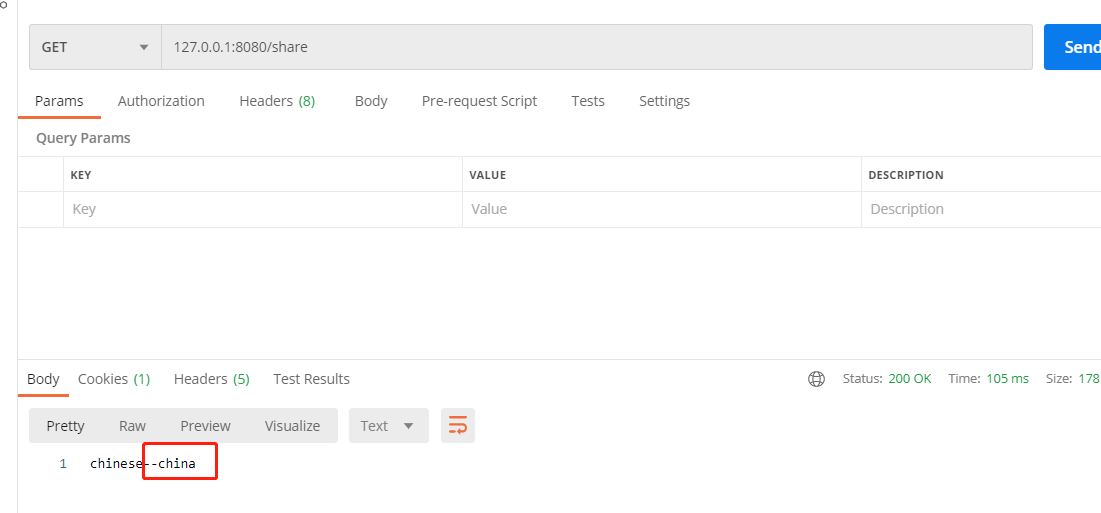 GET 127.0.0.1:8080/share Send
Params Authorization Headers (8) Body Pre-request Script Tests Settings
Query Params
KEY VALUE DESCRIPTION
Key Value Description
Body Cookies (1) Headers (5) Test Results Status: 200 OK Time: 105 ms Size: 178
Pretty Raw Preview Visualize Text
1 chinese--china